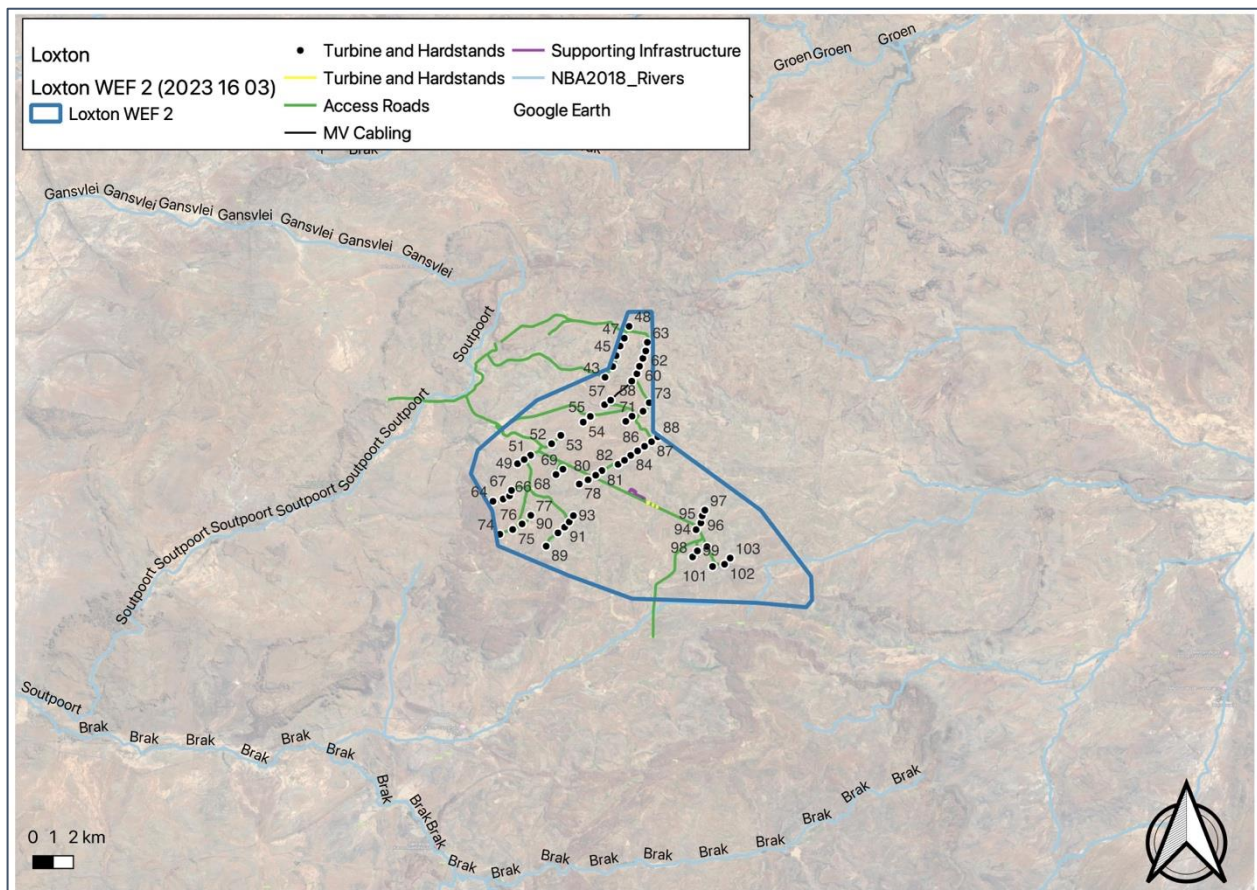 Loxton
Loxton WEF 2 (2023 16 03)
Loxton WEF 2
Turbine and Hardstands
Turbine and Hardstands
Access Roads
MV Cabling
Supporting Infrastructure
NBA2018_Rivers
Google Earth
Groen Groen Groen
Brak
Gansvlei Gansvlei Gansvlei Gansvlei Gansvlei Gansvlei Gansvlei
Soutpoort
48
47
63
45
62
43
60
57 58
73
55 71
54
88
52
53
86
87
51
82
84
49
69
80
81
68
78
67
66
64
97
95
76
77
93
96
94
74
90
75
91
98
99
103
89
101
102
Soutpoort Soutpoort Soutpoort Soutpoort Soutpoort Soutpoort Soutpoort
Soutpoort
Brak Brak Brak Brak Brak Brak
Brak
Brak
Brak
Brak Brak Brak Brak Brak Brak Brak Brak Brak
0 1 2 km